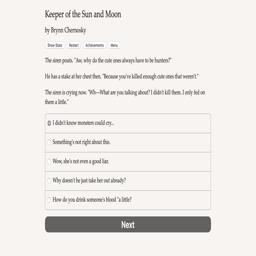 Keeper of the Sun and Moon
by Brynn Chernosky
Show Stats Restart Achievements Menu
The siren pouts. "Aw, why do the cute ones always have to be hunters?"
He has a stake at her chest then. "Because you've killed enough cute ones that weren't."
The siren is crying now. "Wh—What are you talking about? I didn't kill them. I only fed on
them a little."
I didn't know monsters could cry...
Something's not right about this.
Wow, she's not even a good liar.
Why doesn't he just take her out already?
How do you drink someone's blood "a little?"
Next